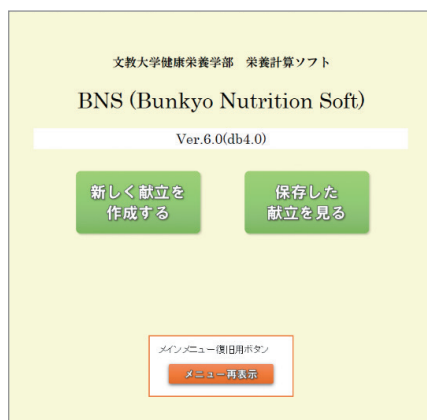 文教大学健康栄養学部　栄養計算ソフト
BNS (Bunkyo Nutrition Soft)
Ver.6.0(db4.0)
新しく献立を
作成する
保存した
献立を見る
メインメニュー復旧用ボタン
メニュー再表示